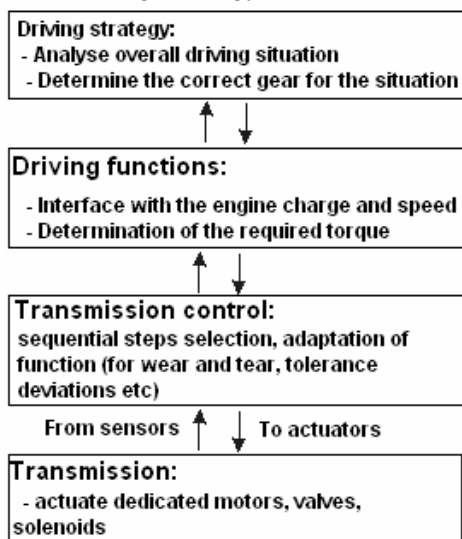 Driving strategy:
- Analyse overall driving situation
- Determine the correct gear for the situation
Driving functions:
- Interface with the engine charge and speed
- Determination of the required torque
Transmission control:
sequential steps selection, adaptation of
function (for wear and tear, tolerance
deviations etc)
From sensors To actuators
Transmission:
- actuate dedicated motors, valves,
solenoids